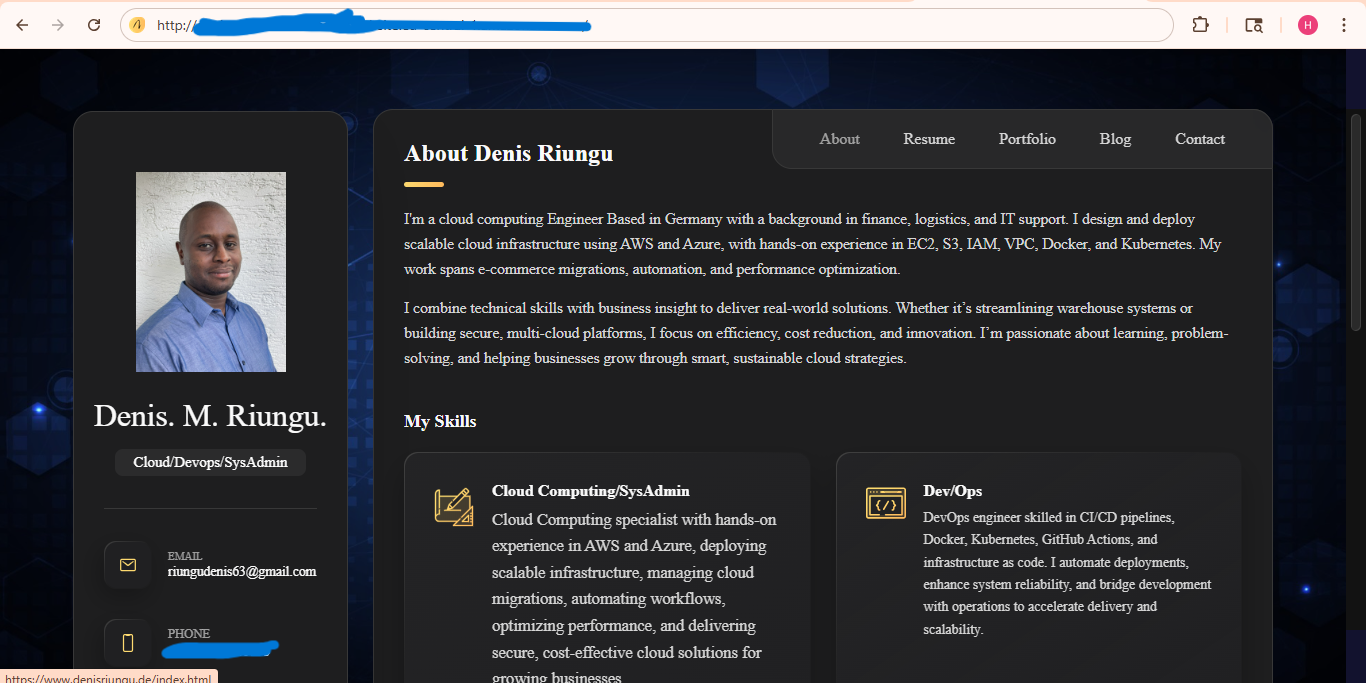 http://
H
About
Resume
Portfolio
Blog
Contact
About Denis Riungu
I'm a cloud computing Engineer Based in Germany with a background in finance, logistics, and IT support. I design and deploy
scalable cloud infrastructure using AWS and Azure, with hands-on experience in EC2, S3, IAM, VPC, Docker, and Kubernetes. My
work spans e-commerce migrations, automation, and performance optimization.
I combine technical skills with business insight to deliver real-world solutions. Whether it’s streamlining warehouse systems or
building secure, multi-cloud platforms, I focus on efficiency, cost reduction, and innovation. I’m passionate about learning, problem-
solving, and helping businesses grow through smart, sustainable cloud strategies.
Denis. M. Riungu.
Cloud/Devops/SysAdmin
EMAIL
riungudenis63@gmail.com
PHONE
My Skills
Cloud Computing/SysAdmin
Cloud Computing specialist with hands-on
experience in AWS and Azure, deploying
scalable infrastructure, managing cloud
migrations, automating workflows,
optimizing performance, and delivering
secure, cost-effective cloud solutions for
growing businesses
Dev/Ops
DevOps engineer skilled in CI/CD pipelines,
Docker, Kubernetes, GitHub Actions, and
infrastructure as code. I automate deployments,
enhance system reliability, and bridge development
with operations to accelerate delivery and
scalability.
https://www.denisriungu.de/index.html